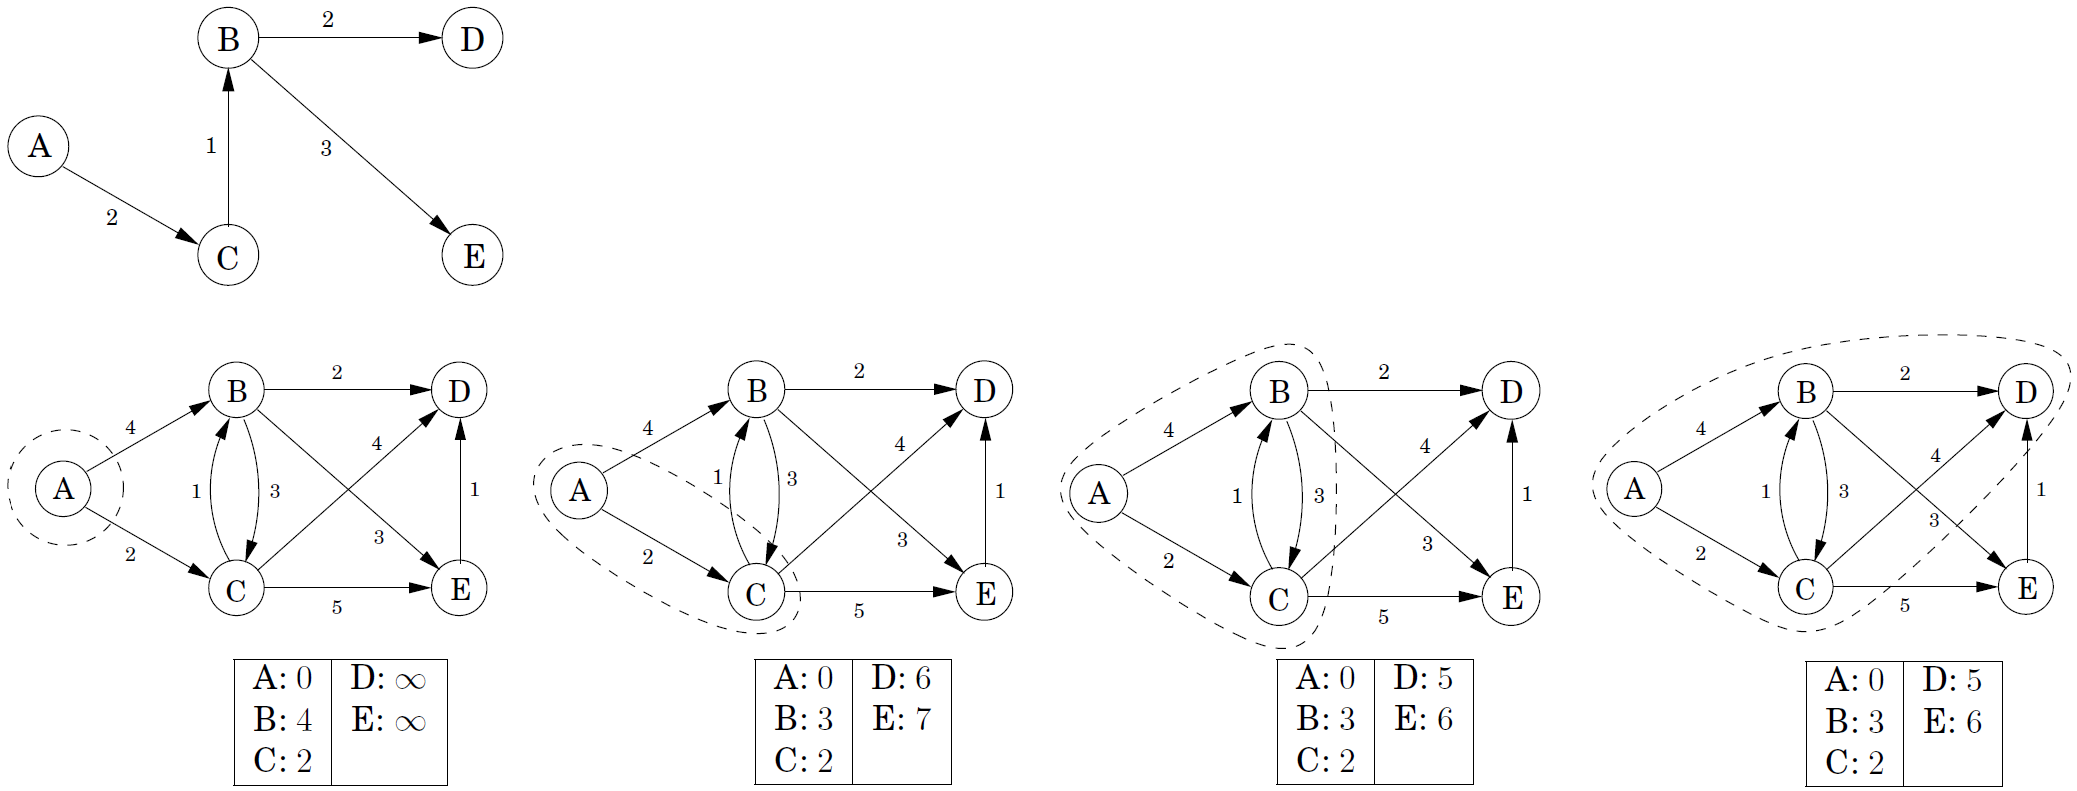 B 2 D
A 1 3
2
C E
B 2 D
4 4
A 1 3 1
2 3
C 5 E
B 2 D
4 4
A 1 3 1
2 3
C 5 E
B 2 D
4 4
A 1 3 1
2 3
C 5 E
B 2 D
4 4
A 1 3 1
2 3
C 5 E
A: 0 D: ∞
B: 4 E: ∞
C: 2
A: 0 D: 6
B: 3 E: 7
C: 2
A: 0 D: 5
B: 3 E: 6
C: 2
A: 0 D: 5
B: 3 E: 6
C: 2